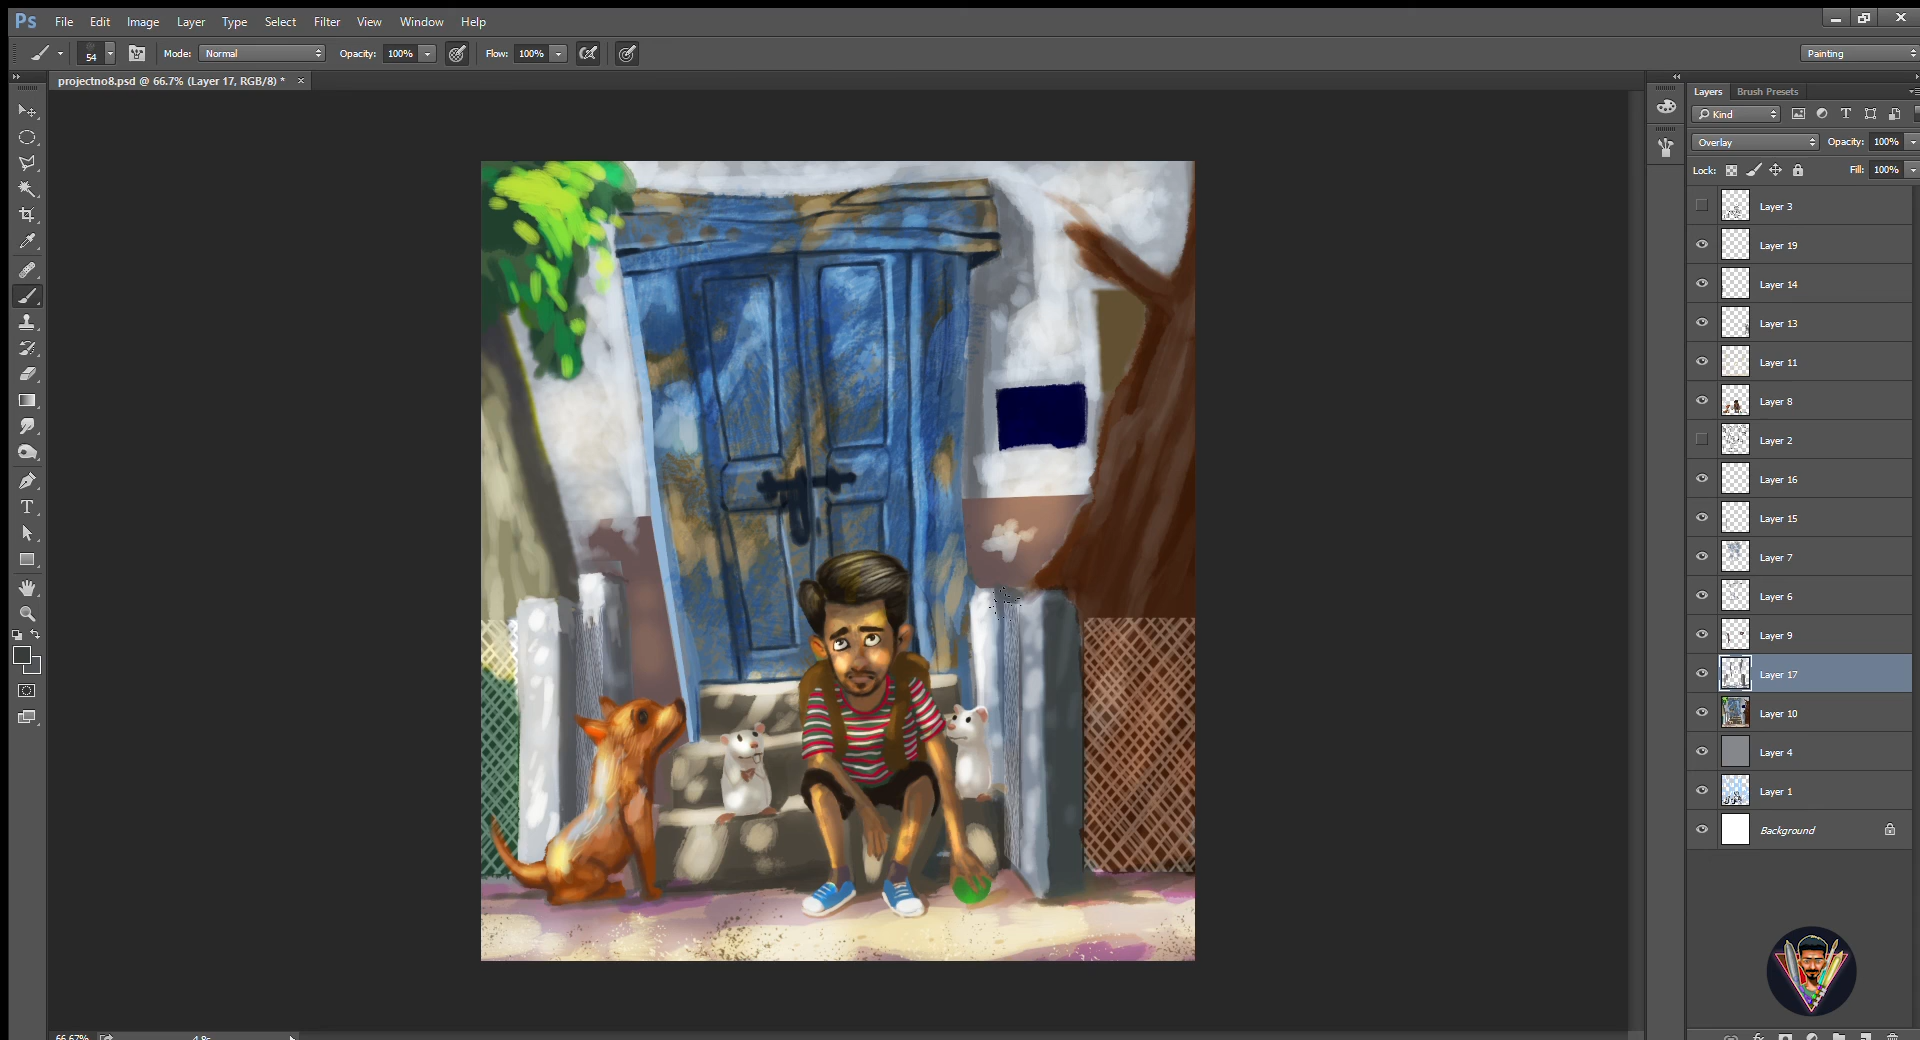 Ps File Edit Image Layer Type Select Filter View Window Help
54 Mode: Normal Opacity: 100% Flow: 100% Painting
projectno8.psd @ 66.7% (Layer 17, RGB/8) * ×
Layers Brush Presets
Kind
Overlay Opacity: 100%
Lock: Fill: 100%
Layer 3
Layer 19
Layer 14
Layer 13
Layer 11
Layer 8
Layer 2
Layer 16
Layer 15
Layer 7
Layer 6
Layer 9
Layer 17
Layer 10
Layer 4
Layer 1
Background
66.67%